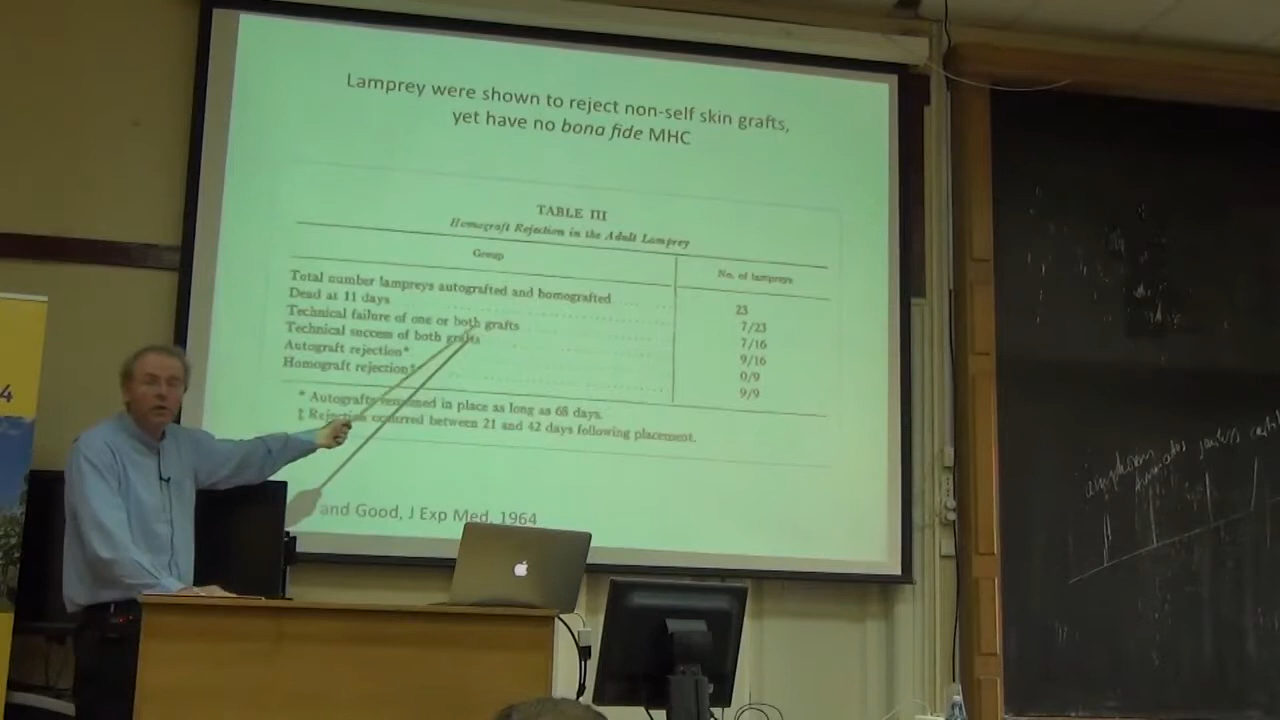 Lamprey were shown to reject non-self skin grafts,
yet have no bona fide MHC
TABLE III
Homograft Rejection in the Adult Lamprey
Group
No. of lampreys
Total number lampreys autografted and homografted 23
Dead at 11 days 7/23
Technical failure of one or both grafts 7/16
Technical success of both grafts 9/16
Autograft rejection* 0/9
Homograft rejection‡ 9/9
* Autografts remained in place as long as 68 days.
‡ Rejection occurred between 21 and 42 days following placement.
and Good, J Exp Med, 1964
4